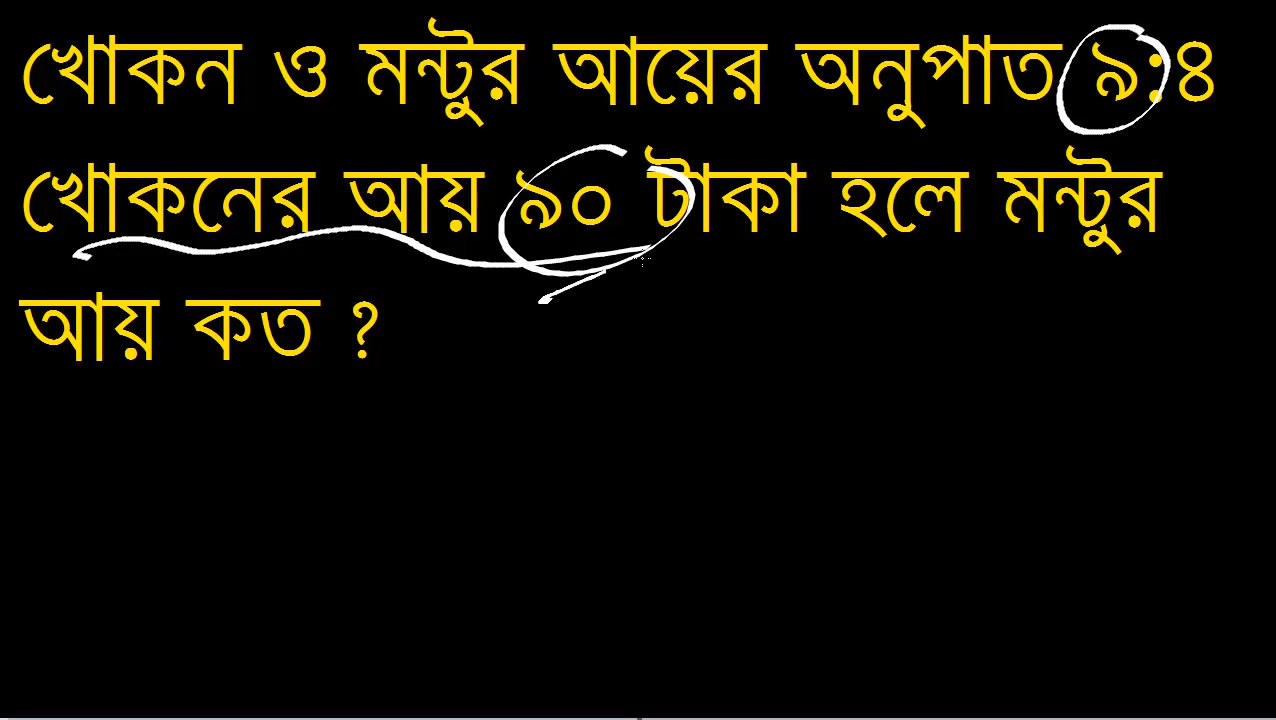 খোকন ও মন্টুর আয়ের অনুপাত ৯:৪
খোকনের আয় ৯০ টাকা হলে মন্টুর
আয় কত ?